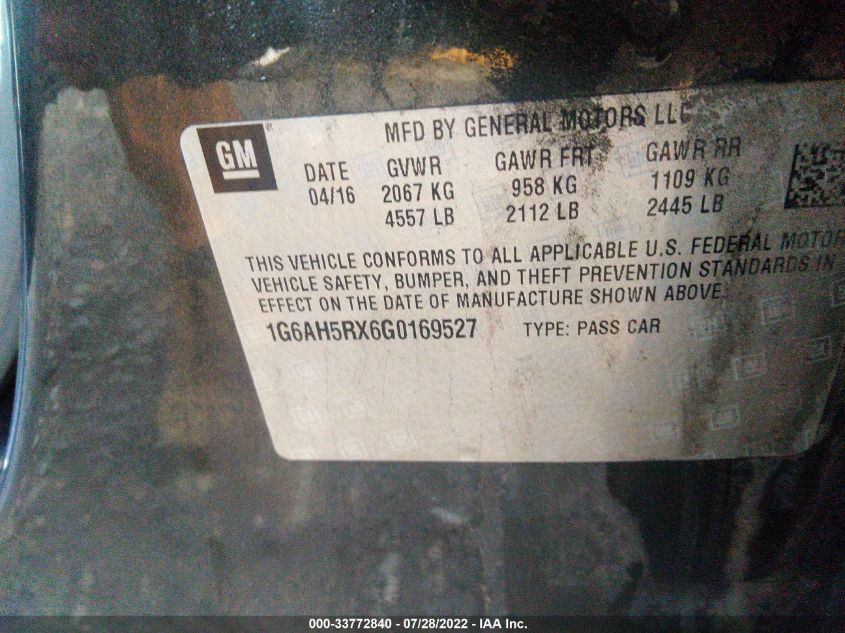 GM
MFD BY GENERAL MOTORS LLC
DATE GVWR GAWR FRT GAWR RR
04/16 2067 KG 958 KG 1109 KG
4557 LB 2112 LB 2445 LB
THIS VEHICLE CONFORMS TO ALL APPLICABLE U.S. FEDERAL MOTOR
VEHICLE SAFETY, BUMPER, AND THEFT PREVENTION STANDARDS IN
EFFECT ON THE DATE OF MANUFACTURE SHOWN ABOVE.
1G6AH5RX6G0169527 TYPE: PASS CAR
000-33772840 - 07/28/2022 - IAA Inc.